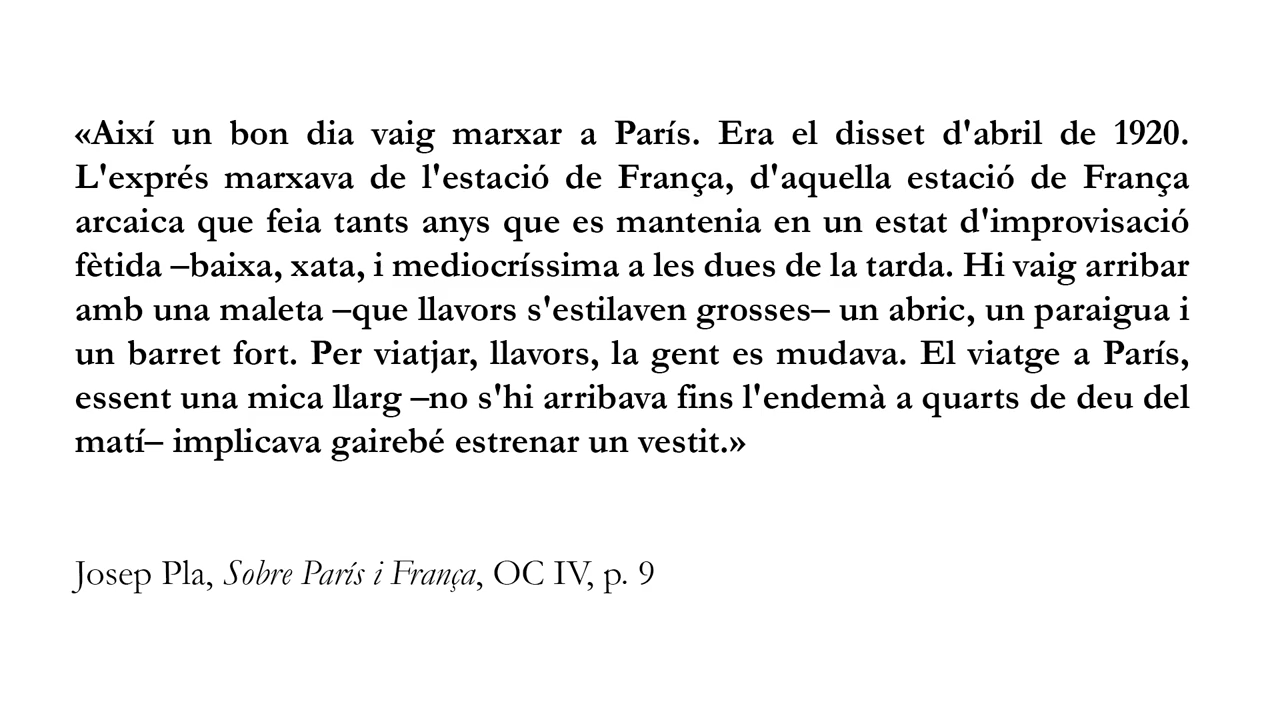 «Així un bon dia vaig marxar a París. Era el disset d'abril de 1920.
L'exprés marxava de l'estació de França, d'aquella estació de França
arcaica que feia tants anys que es mantenia en un estat d'improvisació
fètida –baixa, xata, i mediocríssima a les dues de la tarda. Hi vaig arribar
amb una maleta –que llavors s'estilaven grosses– un abric, un paraigua i
un barret fort. Per viatjar, llavors, la gent es mudava. El viatge a París,
essent una mica llarg –no s'hi arribava fins l'endemà a quarts de deu del
matí– implicava gairebé estrenar un vestit.»
Josep Pla, Sobre París i França, OC IV, p. 9